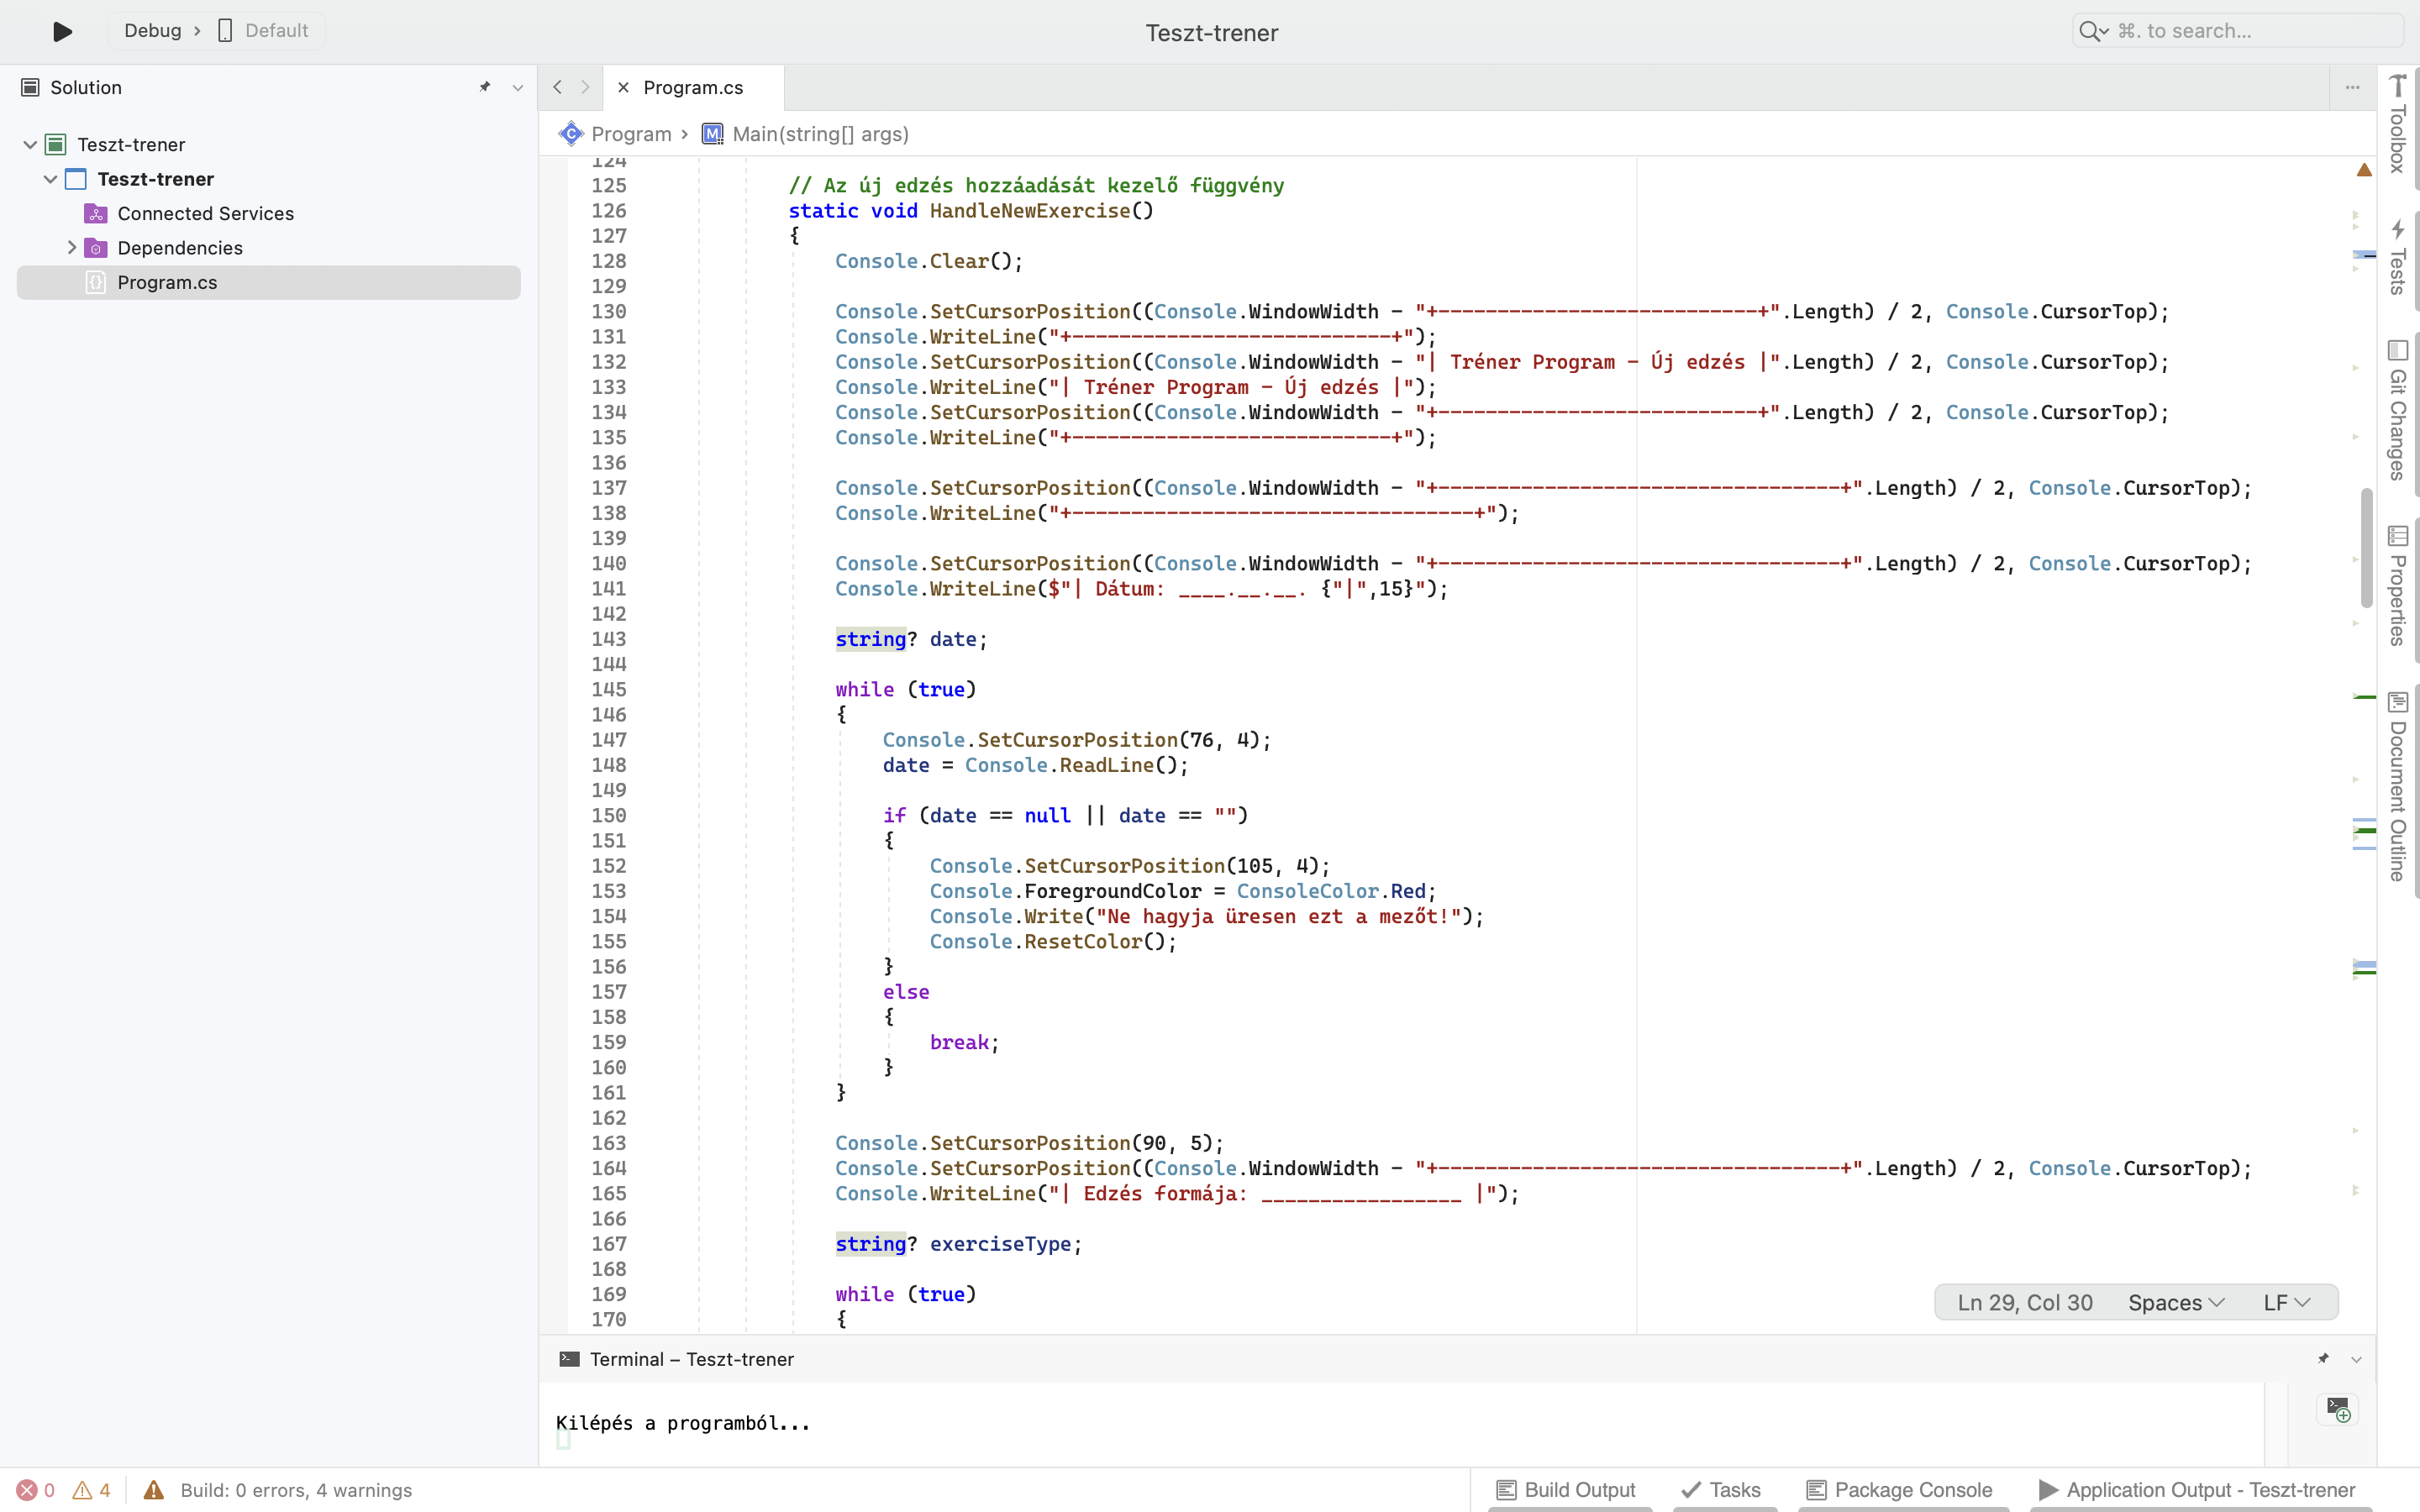 Debug › Default
Teszt-trener
⌘. to search...
Solution
Program.cs
Program › Main(string[] args)
Teszt-trener
Teszt-trener
Connected Services
Dependencies
Program.cs
124
125 // Az új edzés hozzáadását kezelő függvény
126 static void HandleNewExercise()
127 {
128 Console.Clear();
129
130 Console.SetCursorPosition((Console.WindowWidth - "+---------------------------+".Length) / 2, Console.CursorTop);
131 Console.WriteLine("+---------------------------+");
132 Console.SetCursorPosition((Console.WindowWidth - "| Tréner Program - Új edzés |".Length) / 2, Console.CursorTop);
133 Console.WriteLine("| Tréner Program - Új edzés |");
134 Console.SetCursorPosition((Console.WindowWidth - "+---------------------------+".Length) / 2, Console.CursorTop);
135 Console.WriteLine("+---------------------------+");
136
137 Console.SetCursorPosition((Console.WindowWidth - "+----------------------------------+".Length) / 2, Console.CursorTop);
138 Console.WriteLine("+----------------------------------+");
139
140 Console.SetCursorPosition((Console.WindowWidth - "+----------------------------------+".Length) / 2, Console.CursorTop);
141 Console.WriteLine($"| Dátum: ____.__.__. {"|",15}");
142
143 string? date;
144
145 while (true)
146 {
147 Console.SetCursorPosition(76, 4);
148 date = Console.ReadLine();
149
150 if (date == null || date == "")
151 {
152 Console.SetCursorPosition(105, 4);
153 Console.ForegroundColor = ConsoleColor.Red;
154 Console.Write("Ne hagyja üresen ezt a mezőt!");
155 Console.ResetColor();
156 }
157 else
158 {
159 break;
160 }
161 }
162
163 Console.SetCursorPosition(90, 5);
164 Console.SetCursorPosition((Console.WindowWidth - "+----------------------------------+".Length) / 2, Console.CursorTop);
165 Console.WriteLine("| Edzés formája: _________________ |");
166
167 string? exerciseType;
168
169 while (true)
170 {
Ln 29, Col 30 Spaces LF
Toolbox
Tests
Git Changes
Properties
Document Outline
Terminal – Teszt-trener
Kilépés a programból...
0 4 Build: 0 errors, 4 warnings
Build Output Tasks Package Console Application Output - Teszt-trener